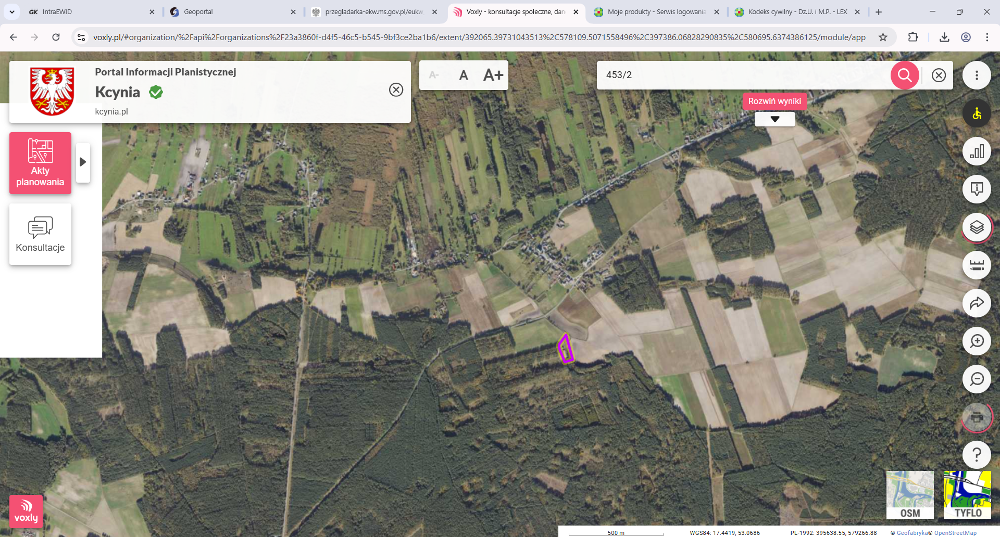 GK IntraEWID
Geoportal
przegladarka-ekw.ms.gov.pl/eukw
Voxly - konsultacje społeczne, dan
Moje produkty - Serwis logowania
Kodeks cywilny - Dz.U. i M.P. - LEX
voxly.pl/#organization/%2Fapi%2Forganizations%2F23a3860f-d4f5-46c5-b545-9bf3ce2ba1b6/extent/392065.39731043513%2C578109.5071558496%2C397386.06828290835%2C580695.6374386125/module/app
Portal Informacji Planistycznej
Kcynia
kcynia.pl
A- A A+
453/2
Rozwiń wyniki
Akty
planowania
Konsultacje
voxly
OSM
TYFLO
500 m
WGS84: 17.4419, 53.0686
PL-1992: 395638.55, 579266.88
© Geofabryka© OpenStreetMap